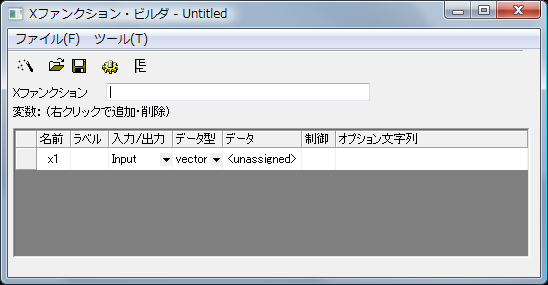 Xファンクション・ビルダ - Untitled
ファイル(F) ツール(T)
Xファンクション
変数: (右クリックで追加・削除)
名前 ラベル 入力/出力 データ型 データ 制御 オプション文字列
x1 Input vector <unassigned>